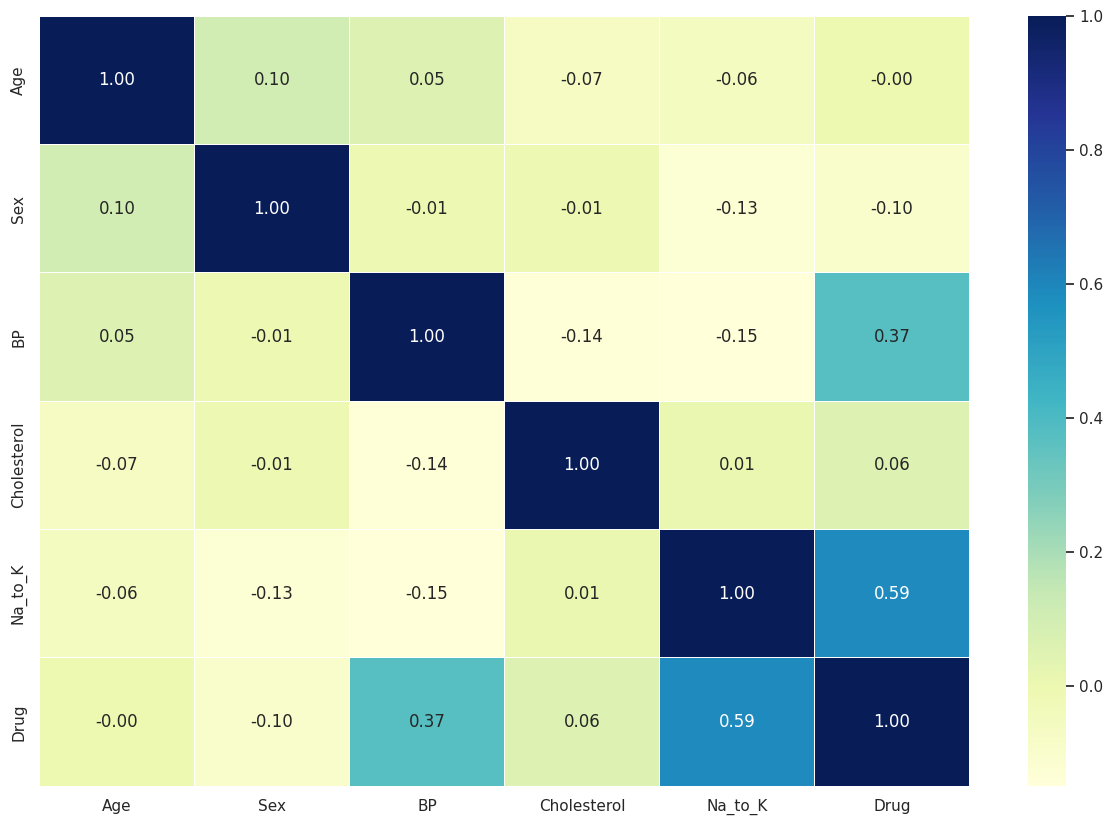 1.0
Age 1.00 0.10 0.05 -0.07 -0.06 -0.00
0.8
Sex 0.10 1.00 -0.01 -0.01 -0.13 -0.10
0.6
BP 0.05 -0.01 1.00 -0.14 -0.15 0.37
0.4
Cholesterol -0.07 -0.01 -0.14 1.00 0.01 0.06
0.2
Na_to_K -0.06 -0.13 -0.15 0.01 1.00 0.59
0.0
Drug -0.00 -0.10 0.37 0.06 0.59 1.00
Age Sex BP Cholesterol Na_to_K Drug